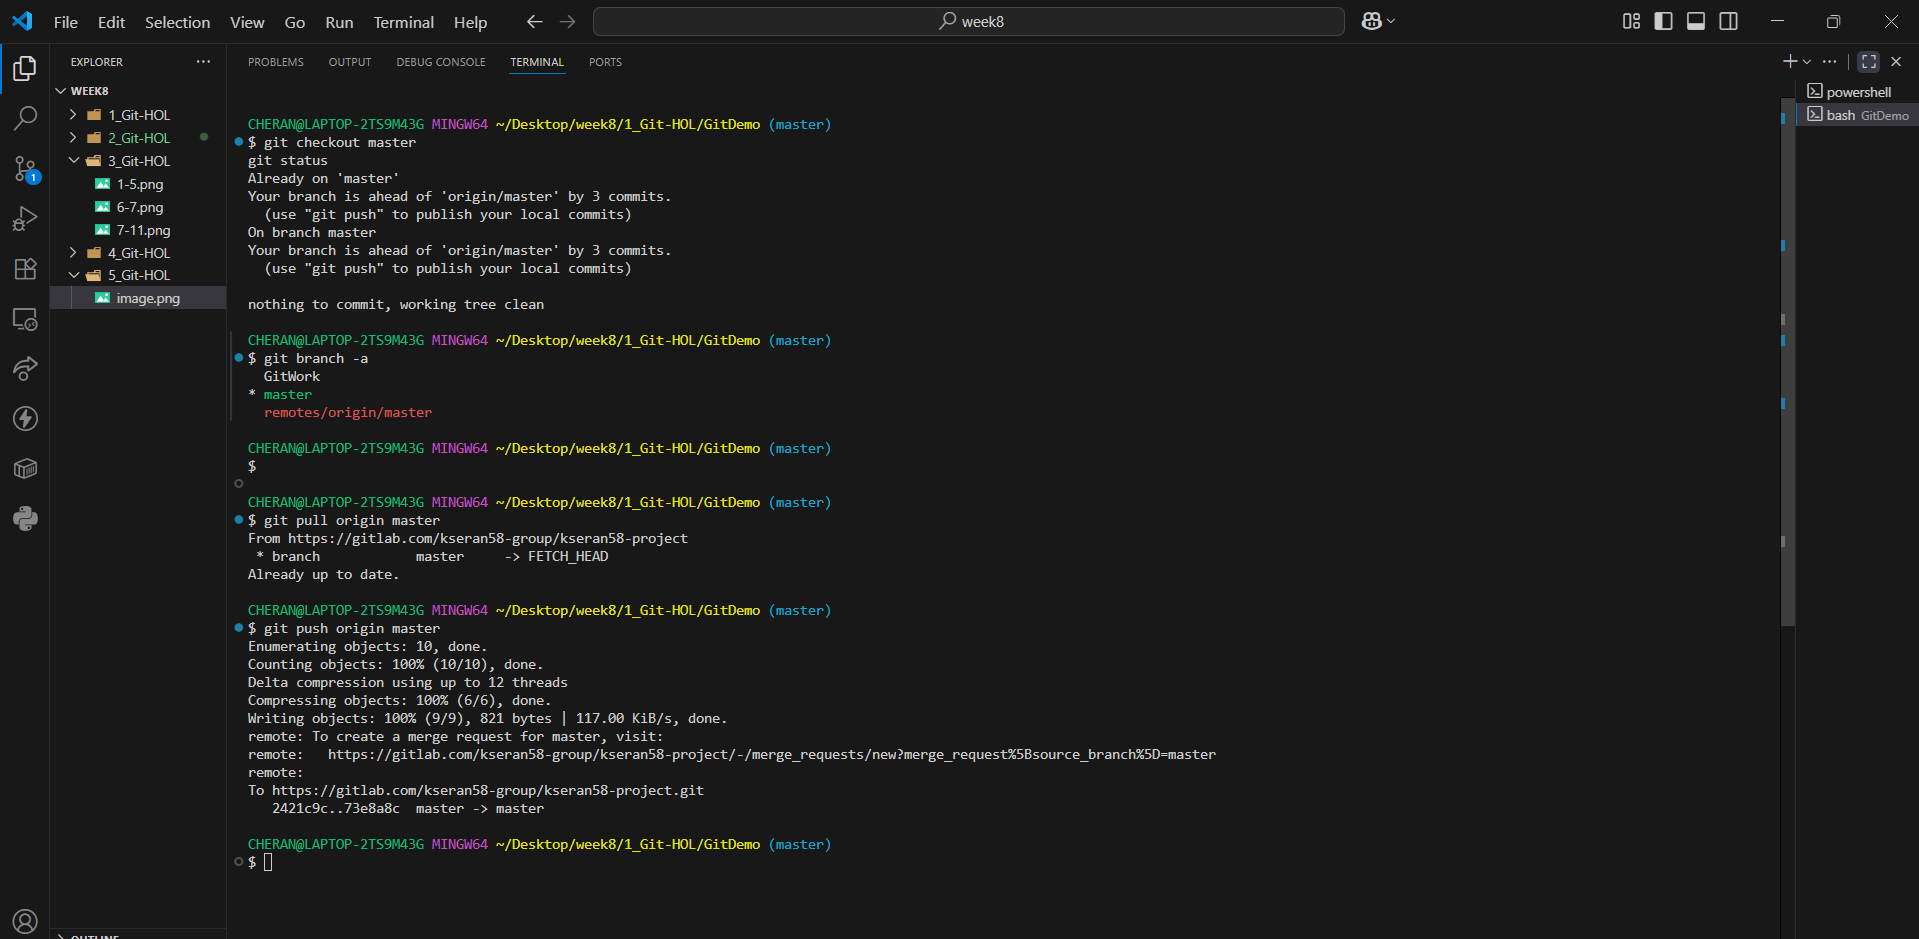 File Edit Selection View Go Run Terminal Help
week8
EXPLORER
WEEK8
1_Git-HOL
2_Git-HOL
3_Git-HOL
1-5.png
6-7.png
7-11.png
4_Git-HOL
5_Git-HOL
image.png
OUTLINE
1
PROBLEMS OUTPUT DEBUG CONSOLE TERMINAL PORTS
CHERAN@LAPTOP-2TS9M43G MINGW64 ~/Desktop/week8/1_Git-HOL/GitDemo (master)
$ git checkout master
git status
Already on 'master'
Your branch is ahead of 'origin/master' by 3 commits.
(use "git push" to publish your local commits)
On branch master
Your branch is ahead of 'origin/master' by 3 commits.
(use "git push" to publish your local commits)
nothing to commit, working tree clean
CHERAN@LAPTOP-2TS9M43G MINGW64 ~/Desktop/week8/1_Git-HOL/GitDemo (master)
$ git branch -a
GitWork
* master
remotes/origin/master
CHERAN@LAPTOP-2TS9M43G MINGW64 ~/Desktop/week8/1_Git-HOL/GitDemo (master)
$
CHERAN@LAPTOP-2TS9M43G MINGW64 ~/Desktop/week8/1_Git-HOL/GitDemo (master)
$ git pull origin master
From https://gitlab.com/kseran58-group/kseran58-project
* branch master -> FETCH_HEAD
Already up to date.
CHERAN@LAPTOP-2TS9M43G MINGW64 ~/Desktop/week8/1_Git-HOL/GitDemo (master)
$ git push origin master
Enumerating objects: 10, done.
Counting objects: 100% (10/10), done.
Delta compression using up to 12 threads
Compressing objects: 100% (6/6), done.
Writing objects: 100% (9/9), 821 bytes | 117.00 KiB/s, done.
remote: To create a merge request for master, visit:
remote: https://gitlab.com/kseran58-group/kseran58-project/-/merge_requests/new?merge_request%5Bsource_branch%5D=master
remote:
To https://gitlab.com/kseran58-group/kseran58-project.git
2421c9c..73e8a8c master -> master
CHERAN@LAPTOP-2TS9M43G MINGW64 ~/Desktop/week8/1_Git-HOL/GitDemo (master)
$
powershell
bash GitDemo